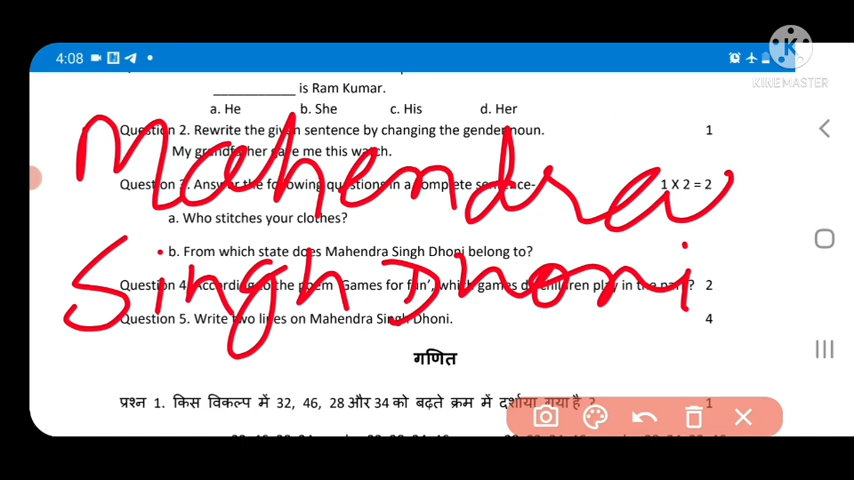 4:08
K
KINEMASTER
__________ is Ram Kumar.
a. He b. She c. His d. Her
Question 2. Rewrite the given sentence by changing the gender noun. 1
My grandfather gave me this watch.
Question 3. Answer the following questions in a complete sentence- 1 X 2 = 2
a. Who stitches your clothes?
b. From which state does Mahendra Singh Dhoni belong to?
Question 4. According to the poem 'Games for fun', which games do children play in the park? 2
Question 5. Write two lines on Mahendra Singh Dhoni. 4
Mahendra
Singh Dhoni
गणित
प्रश्न 1. किस विकल्प में 32, 46, 28 और 34 को बढ़ते क्रम में दर्शाया गया है ? 1